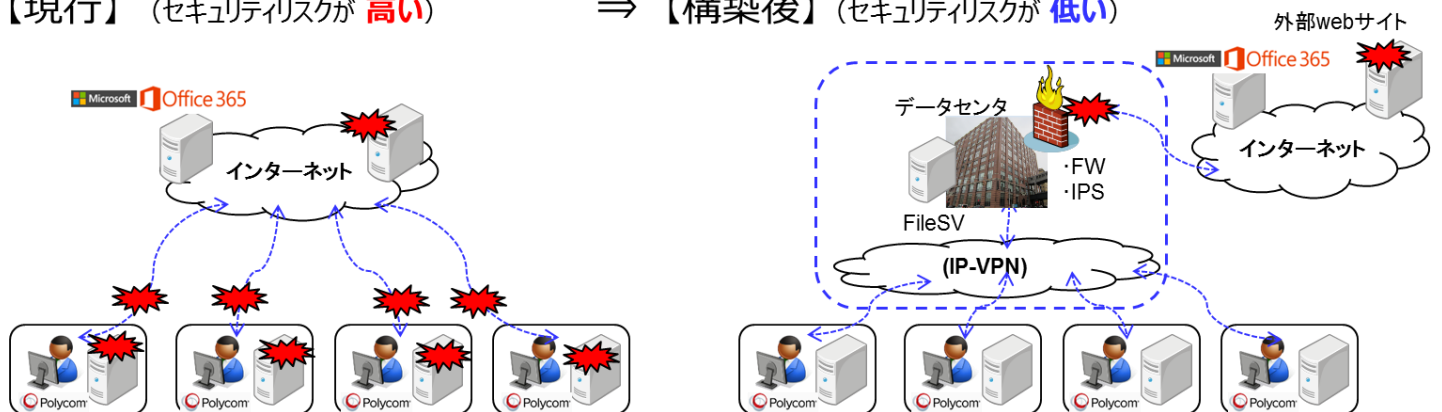 【現行】（セキュリティリスクが 高い）
⇒
【構築後】（セキュリティリスクが 低い）
Microsoft Office 365
インターネット
Polycom
Polycom
Polycom
Polycom
外部webサイト
Microsoft Office 365
データセンタ
・FW
・IPS
FileSV
インターネット
(IP-VPN)
Polycom
Polycom
Polycom
Polycom